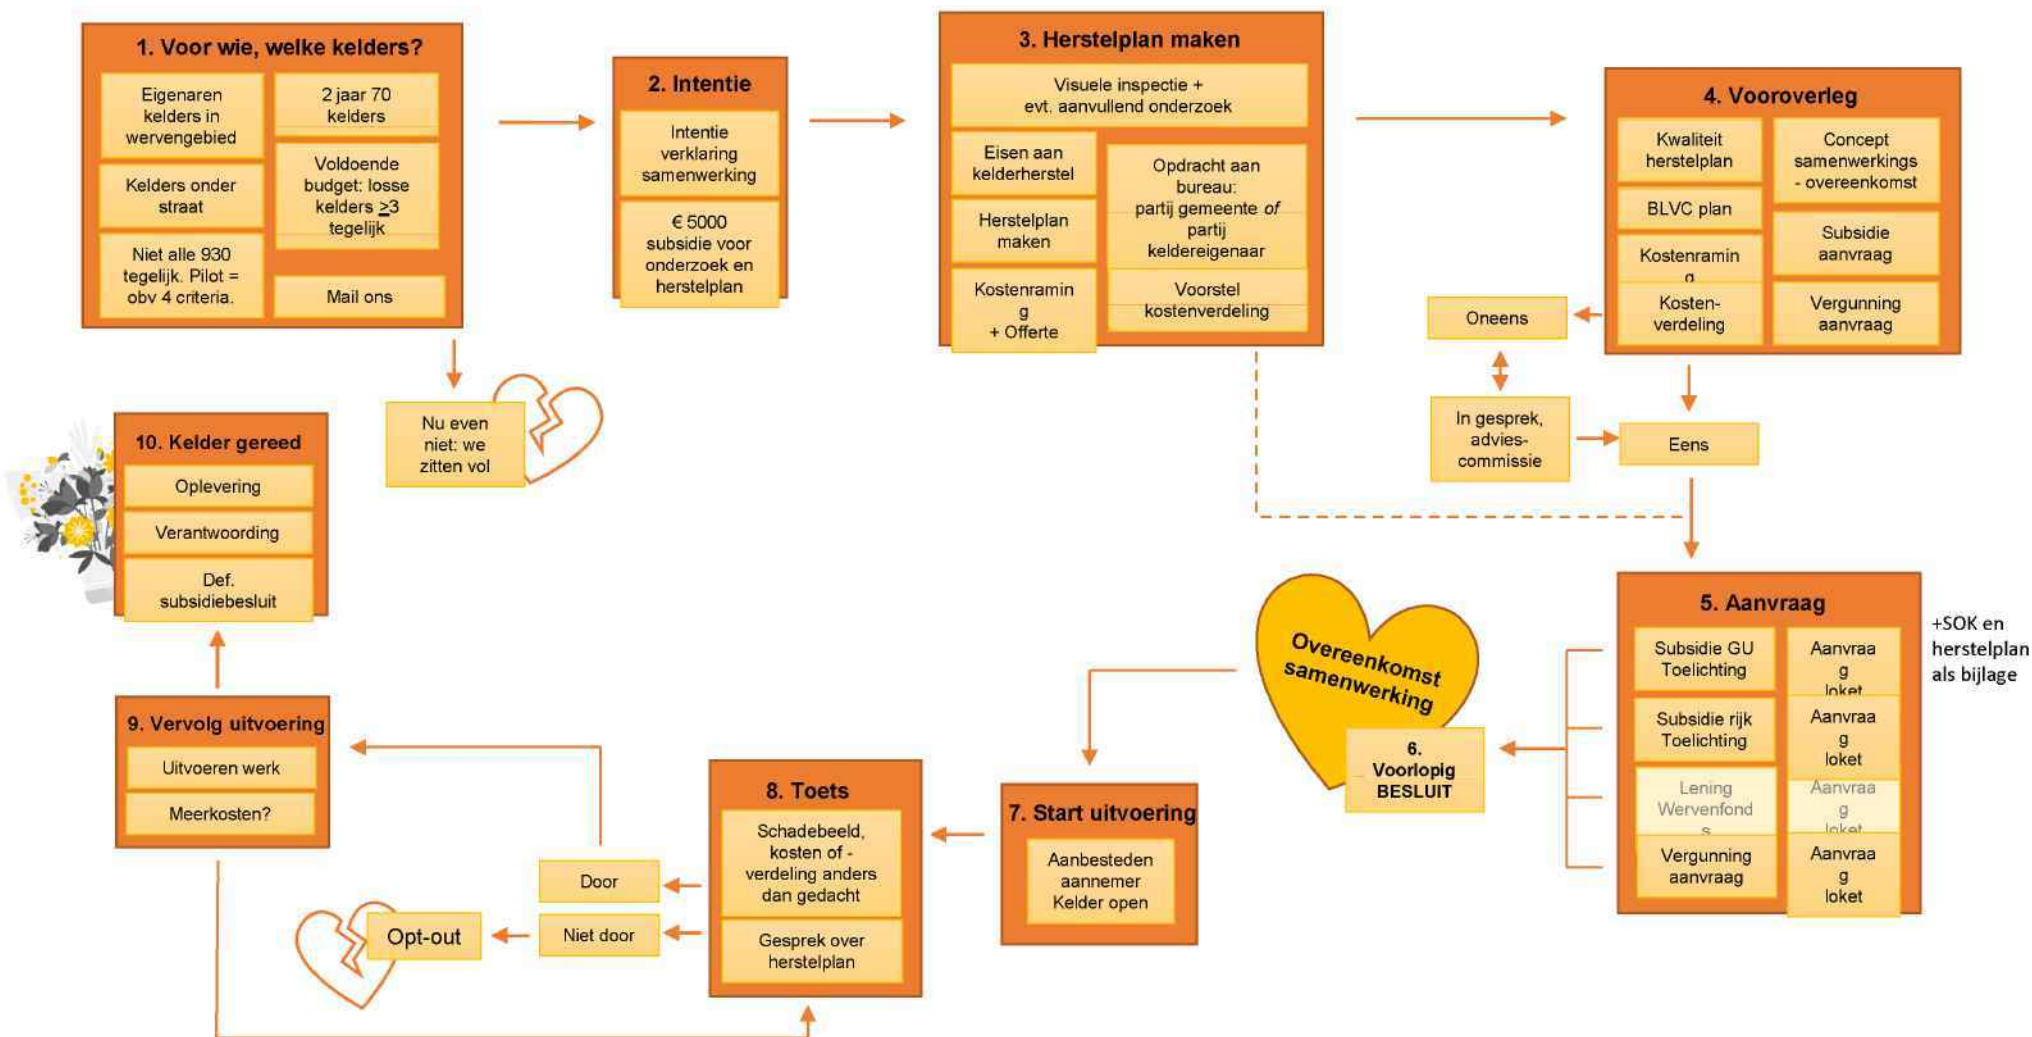 1. Voor wie, welke kelders?
Eigenaren
kelders in
wervengebied
Kelders onder
straat
Niet alle 930
tegelijk. Pilot =
obv 4 criteria.
2 jaar 70
kelders
Voldoende
budget: losse
kelders ≥3
tegelijk
Mail ons
Nu even
niet: we
zitten vol
2. Intentie
Intentie
verklaring
samenwerking
€ 5000
subsidie voor
onderzoek en
herstelplan
3. Herstelplan maken
Visuele inspectie +
evt. aanvullend onderzoek
Eisen aan
kelderherstel
Herstelplan
maken
Kostenramin
g
+ Offerte
Opdracht aan
bureau:
partij gemeente of
partij
keldereigenaar
Voorstel
kostenverdeling
4. Vooroverleg
Kwaliteit
herstelplan
BLVC plan
Kostenramin
g
Kosten-
verdeling
Concept
samenwerkings
- overeenkomst
Subsidie
aanvraag
Vergunning
aanvraag
Oneens
In gesprek,
advies-
commissie
Eens
5. Aanvraag
Subsidie GU
Toelichting
Aanvraa
g
loket
Subsidie rijk
Toelichting
Aanvraa
g
loket
Lening
Wervenfond
s
Aanvraa
g
loket
Vergunning
aanvraag
Aanvraa
g
loket
+SOK en
herstelplan
als bijlage
Overeenkomst
samenwerking
6.
Voorlopig
BESLUIT
7. Start uitvoering
Aanbesteden
aannemer
Kelder open
8. Toets
Schadebeeld,
kosten of -
verdeling anders
dan gedacht
Gesprek over
herstelplan
Door
Niet door
Opt-out
9. Vervolg uitvoering
Uitvoeren werk
Meerkosten?
10. Kelder gereed
Oplevering
Verantwoording
Def.
subsidiebesluit